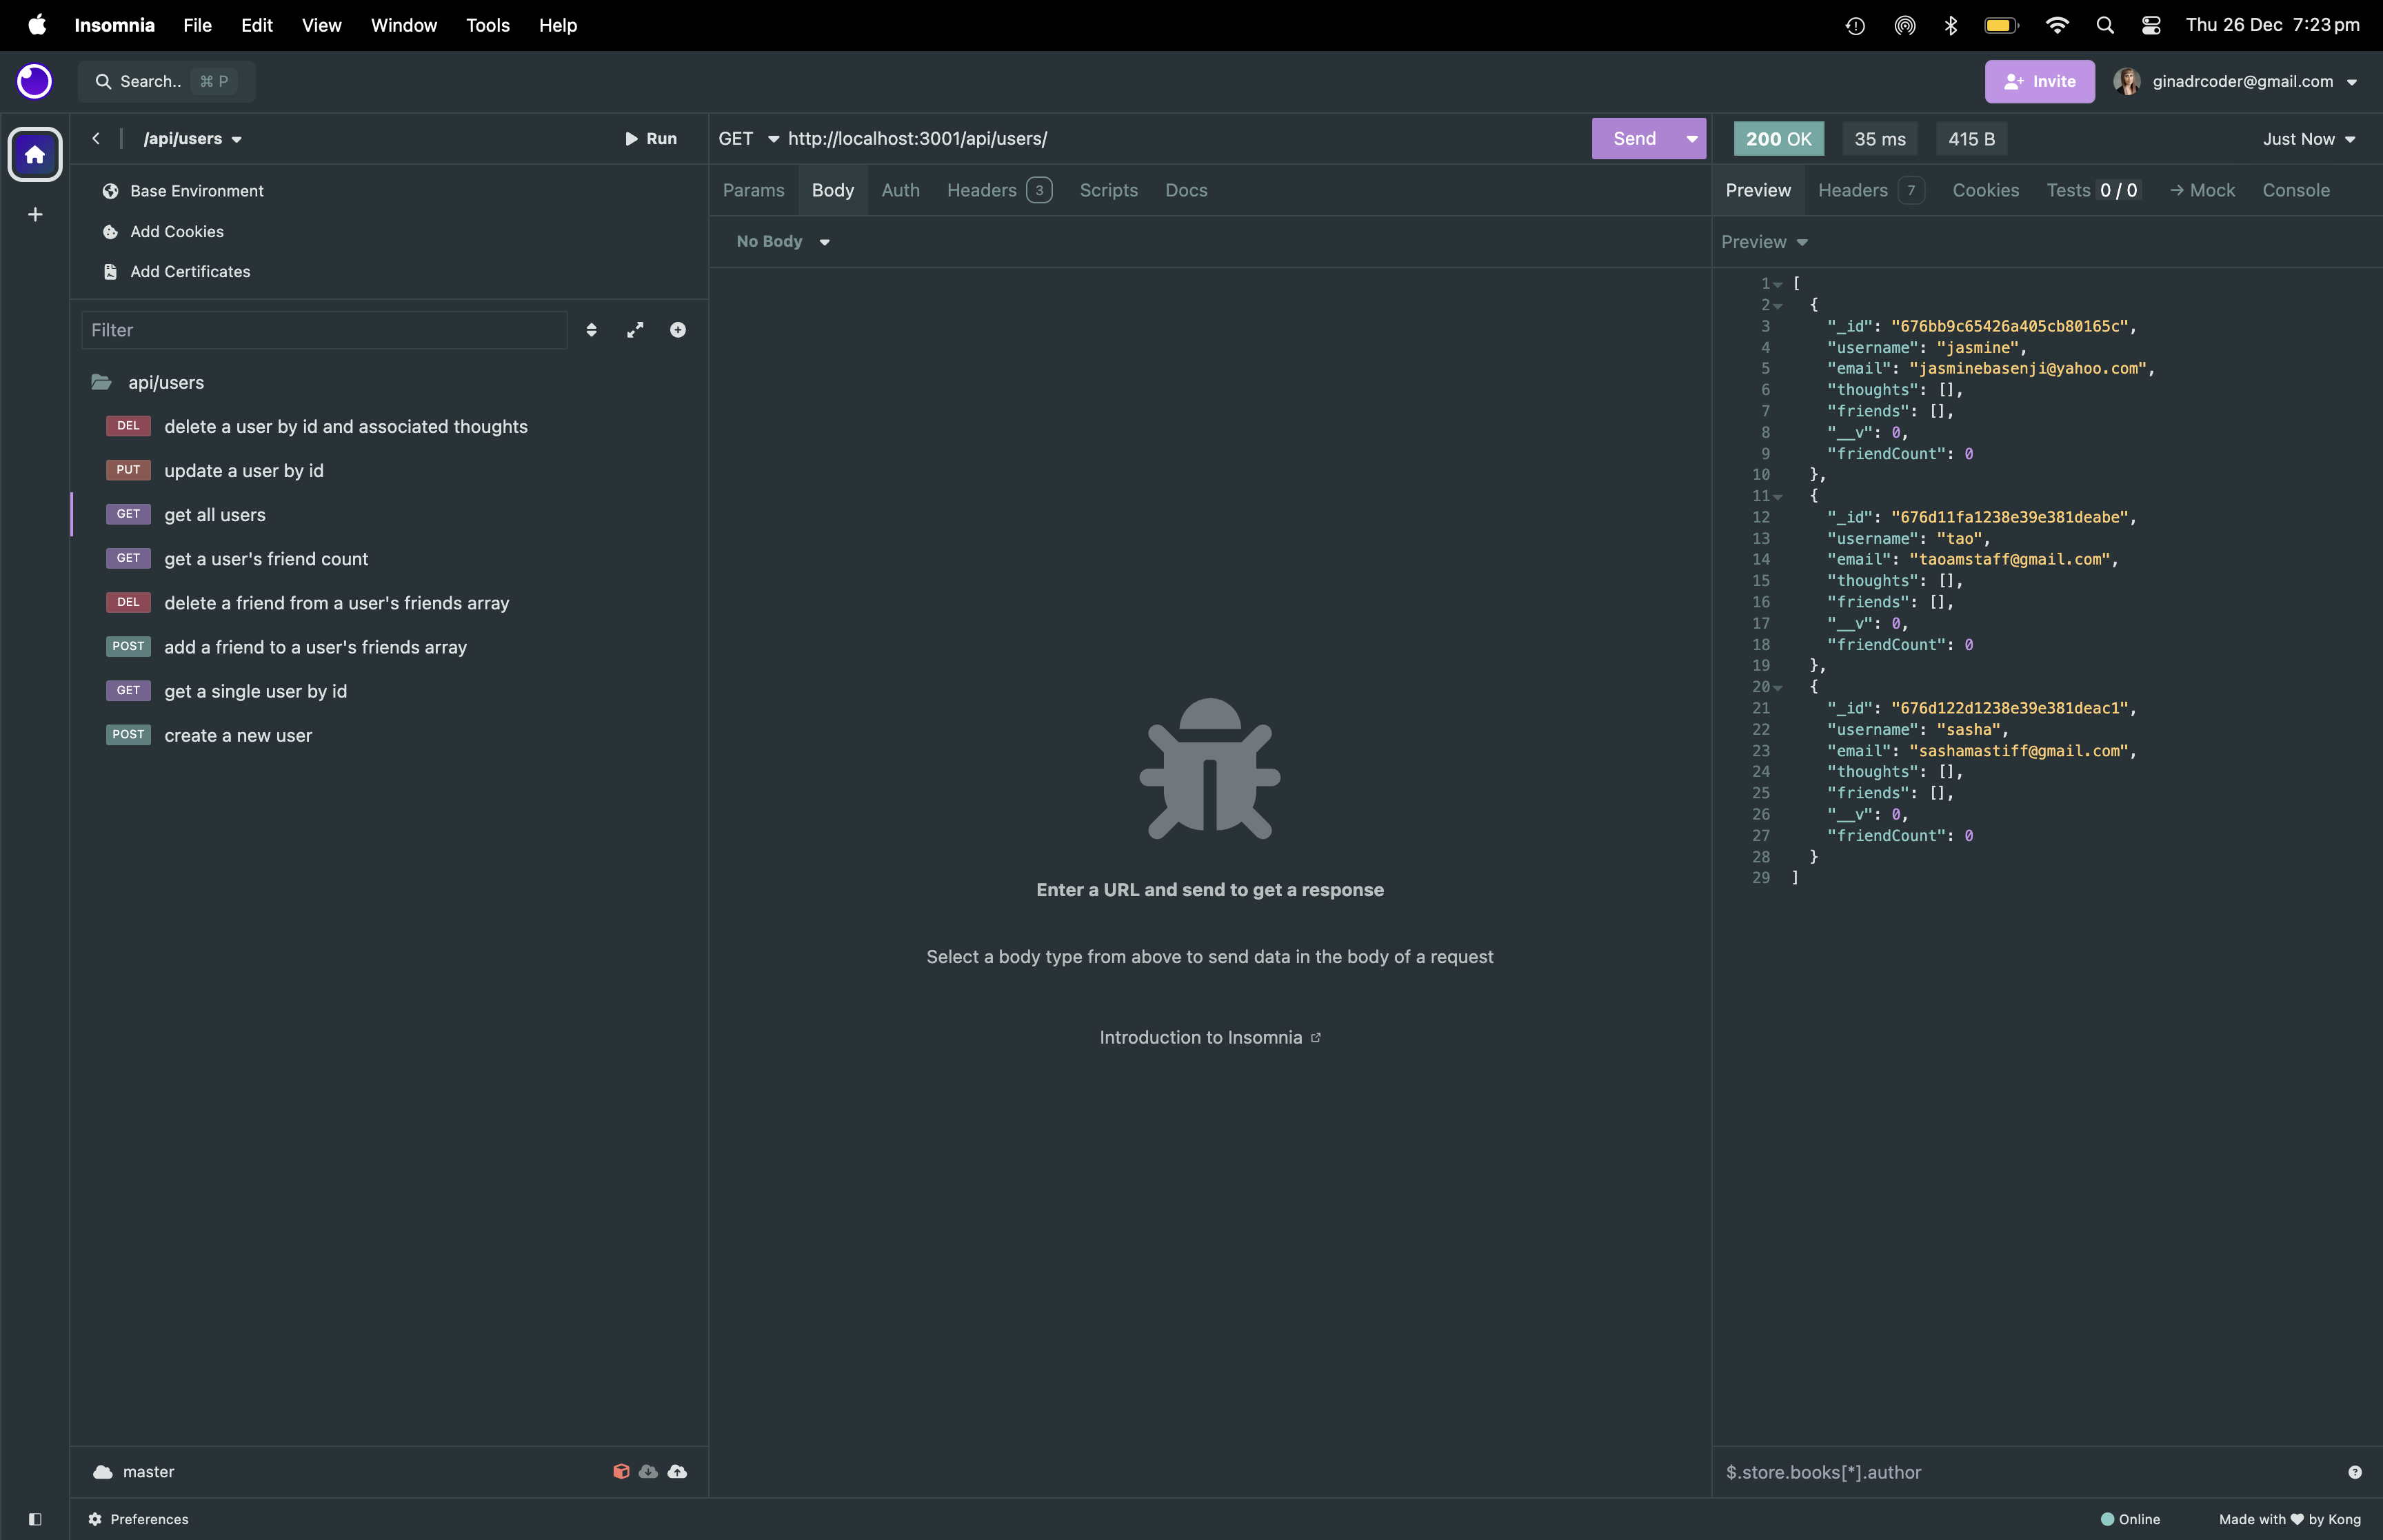 Insomnia File Edit View Window Tools Help Thu 26 Dec 7:23 pm
Search.. ⌘ P Invite ginadrcoder@gmail.com
/api/users Run
Base Environment
Add Cookies
Add Certificates
Filter
api/users
DEL delete a user by id and associated thoughts
PUT update a user by id
GET get all users
GET get a user's friend count
DEL delete a friend from a user's friends array
POST add a friend to a user's friends array
GET get a single user by id
POST create a new user
master
Preferences
GET http://localhost:3001/api/users/ Send
Params Body Auth Headers 3 Scripts Docs
No Body
Enter a URL and send to get a response
Select a body type from above to send data in the body of a request
Introduction to Insomnia
200 OK 35 ms 415 B Just Now
Preview Headers 7 Cookies Tests 0 / 0 → Mock Console
Preview
1 [
2 {
3 "_id": "676bb9c65426a405cb80165c",
4 "username": "jasmine",
5 "email": "jasminebasenji@yahoo.com",
6 "thoughts": [],
7 "friends": [],
8 "__v": 0,
9 "friendCount": 0
10 },
11 {
12 "_id": "676d11fa1238e39e381deabe",
13 "username": "tao",
14 "email": "taoamstaff@gmail.com",
15 "thoughts": [],
16 "friends": [],
17 "__v": 0,
18 "friendCount": 0
19 },
20 {
21 "_id": "676d122d1238e39e381deac1",
22 "username": "sasha",
23 "email": "sashamastiff@gmail.com",
24 "thoughts": [],
25 "friends": [],
26 "__v": 0,
27 "friendCount": 0
28 }
29 ]
$.store.books[*].author
Online Made with ♥ by Kong